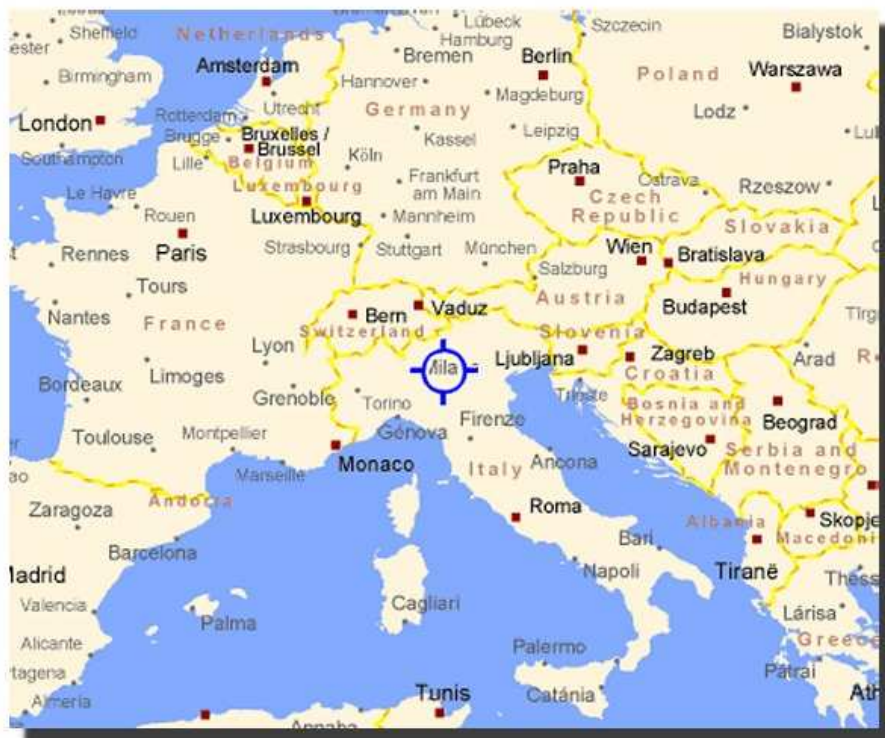 Sheffield
Netherlands
Lübeck
Hamburg
Szczecin
Bialystok
Bremen
Berlin
Amsterdam
Birmingham
Hannover
Poland
Warszawa
Utrecht
Magdeburg
London
Rotterdam
Germany
Lodz
Brugge
Bruxelles /
Brussel
Kassel
Leipzig
Southampton
Lille
Belgium
Köln
Praha
Frankfurt
am Main
Ostrava
Rzeszow
Le Havre
Luxembourg
Czech
Republic
Rouen
Luxembourg
Mannheim
Slovakia
Paris
Strasbourg
Stuttgart
München
Wien
Bratislava
Rennes
Salzburg
Hungary
Tours
Austria
Budapest
Nantes
France
Bern
Vaduz
Switzerland
Slovenia
Lyon
Ljubljana
Zagreb
Arad
Mila
Croatia
Limoges
Bordeaux
Grenoble
Torino
Trieste
Bosnia and
Herzegovina
Beograd
Toulouse
Montpellier
Génova
Firenze
Sarajevo
Serbia and
Montenegro
Marseille
Monaco
Italy
Ancona
Andorra
Zaragoza
Roma
Albania
Skopje
Macedoni
Barcelona
Bari
Napoli
Tiranë
Valencia
Palma
Cagliari
Lárisa
Alicante
Palermo
Greece
Pátrai
Almeria
Tunis
Catánia